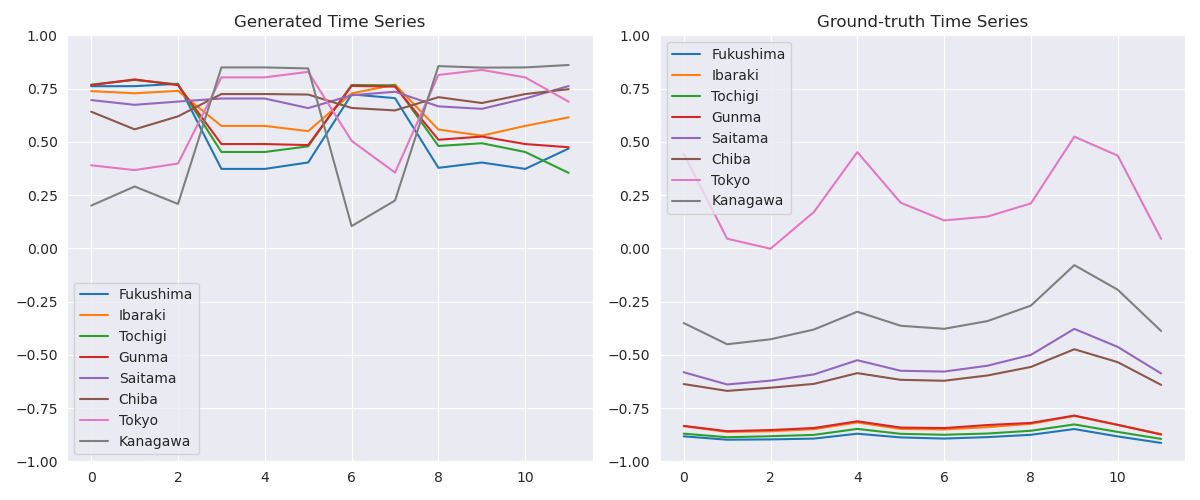 Generated Time Series
1.00
0.75
0.50
0.25
0.00
−0.25
−0.50
−0.75
−1.00
Fukushima
Ibaraki
Tochigi
Gunma
Saitama
Chiba
Tokyo
Kanagawa
0 2 4 6 8 10
Ground-truth Time Series
1.00
0.75
0.50
0.25
0.00
−0.25
−0.50
−0.75
−1.00
Fukushima
Ibaraki
Tochigi
Gunma
Saitama
Chiba
Tokyo
Kanagawa
0 2 4 6 8 10